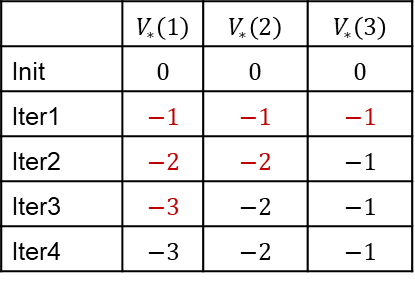 V∗(1) V∗(2) V∗(3)
Init 0 0 0
Iter1 −1 −1 −1
Iter2 −2 −2 −1
Iter3 −3 −2 −1
Iter4 −3 −2 −1